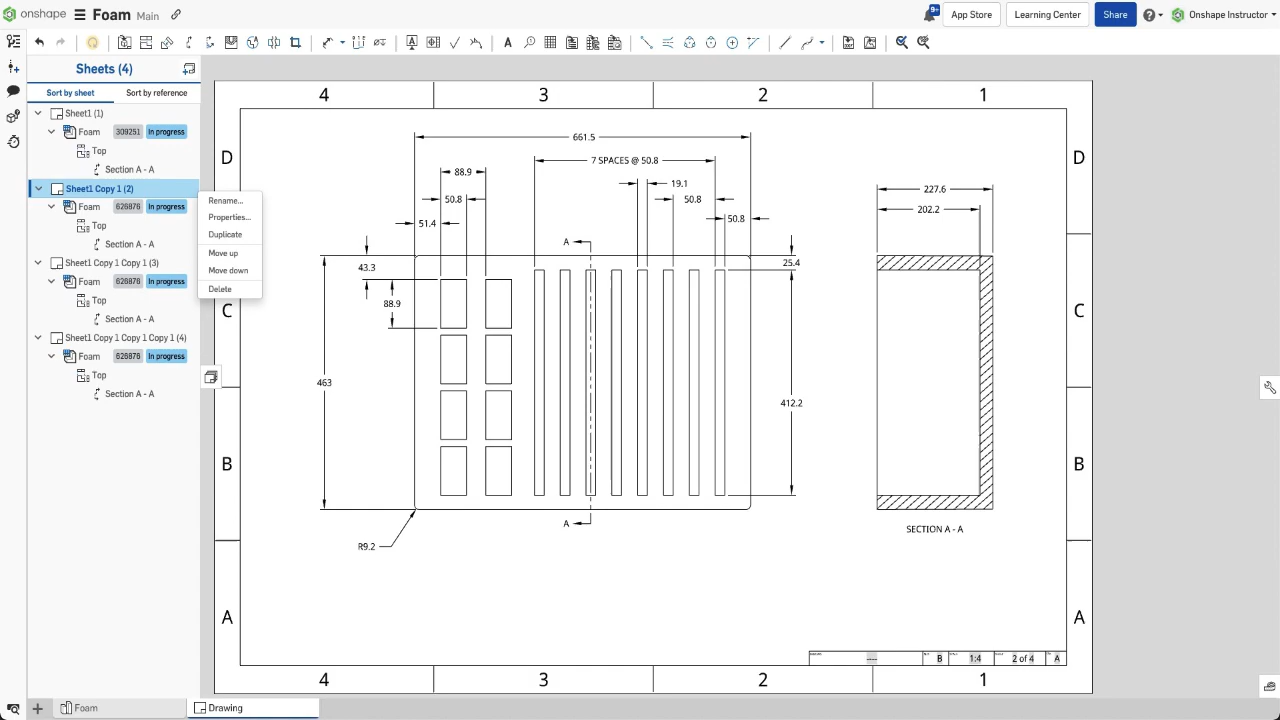 onshape Foam Main 9+ App Store Learning Center Share Onshape Instructor
Sheets (4)
Sort by sheet Sort by reference
Sheet1 (1)
Foam 309251 In progress
Top
Section A - A
Sheet1 Copy 1 (2)
Foam 626876 In progress
Top
Section A - A
Sheet1 Copy 1 Copy 1 (3)
Foam 626876 In progress
Top
Section A - A
Sheet1 Copy 1 Copy 1 Copy 1 (4)
Foam 626876 In progress
Top
Section A - A
Rename...
Properties...
Duplicate
Move up
Move down
Delete
4 3 2 1
D D
C C
B B
A A
661.5
7 SPACES @ 50.8
88.9
19.1
50.8 50.8
51.4 50.8
A
43.3
25.4
88.9
463
412.2
A
R9.2
227.6
202.2
SECTION A - A
---- B 1:4 2 of 4 A
4 3 2 1
Foam Drawing